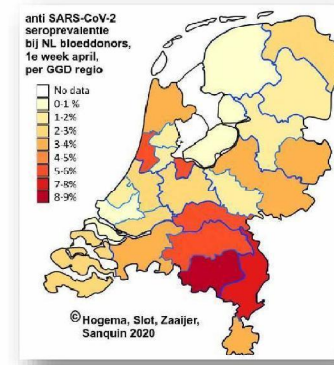 anti SARS-CoV-2
seroprevalentie
bij NL bloeddonors,
1e week april,
per GGD regio
No data
0-1 %
1-2%
2-3%
3-4%
4-5%
5-6%
7-8%
8-9%
© Hogema, Slot, Zaaijer,
Sanquin 2020